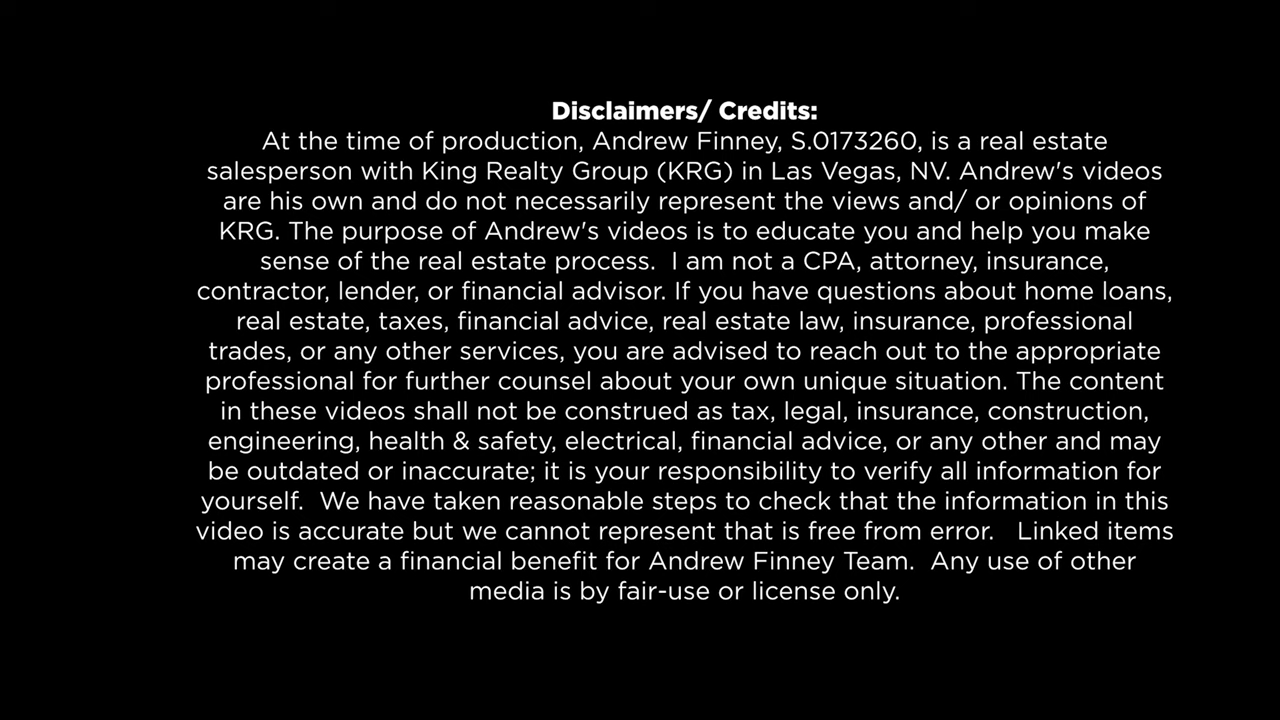 Disclaimers/ Credits:
At the time of production, Andrew Finney, S.0173260, is a real estate
salesperson with King Realty Group (KRG) in Las Vegas, NV. Andrew's videos
are his own and do not necessarily represent the views and/ or opinions of
KRG. The purpose of Andrew's videos is to educate you and help you make
sense of the real estate process.  I am not a CPA, attorney, insurance,
contractor, lender, or financial advisor. If you have questions about home loans,
real estate, taxes, financial advice, real estate law, insurance, professional
trades, or any other services, you are advised to reach out to the appropriate
professional for further counsel about your own unique situation. The content
in these videos shall not be construed as tax, legal, insurance, construction,
engineering, health & safety, electrical, financial advice, or any other and may
be outdated or inaccurate; it is your responsibility to verify all information for
yourself.  We have taken reasonable steps to check that the information in this
video is accurate but we cannot represent that is free from error.   Linked items
may create a financial benefit for Andrew Finney Team.  Any use of other
media is by fair-use or license only.